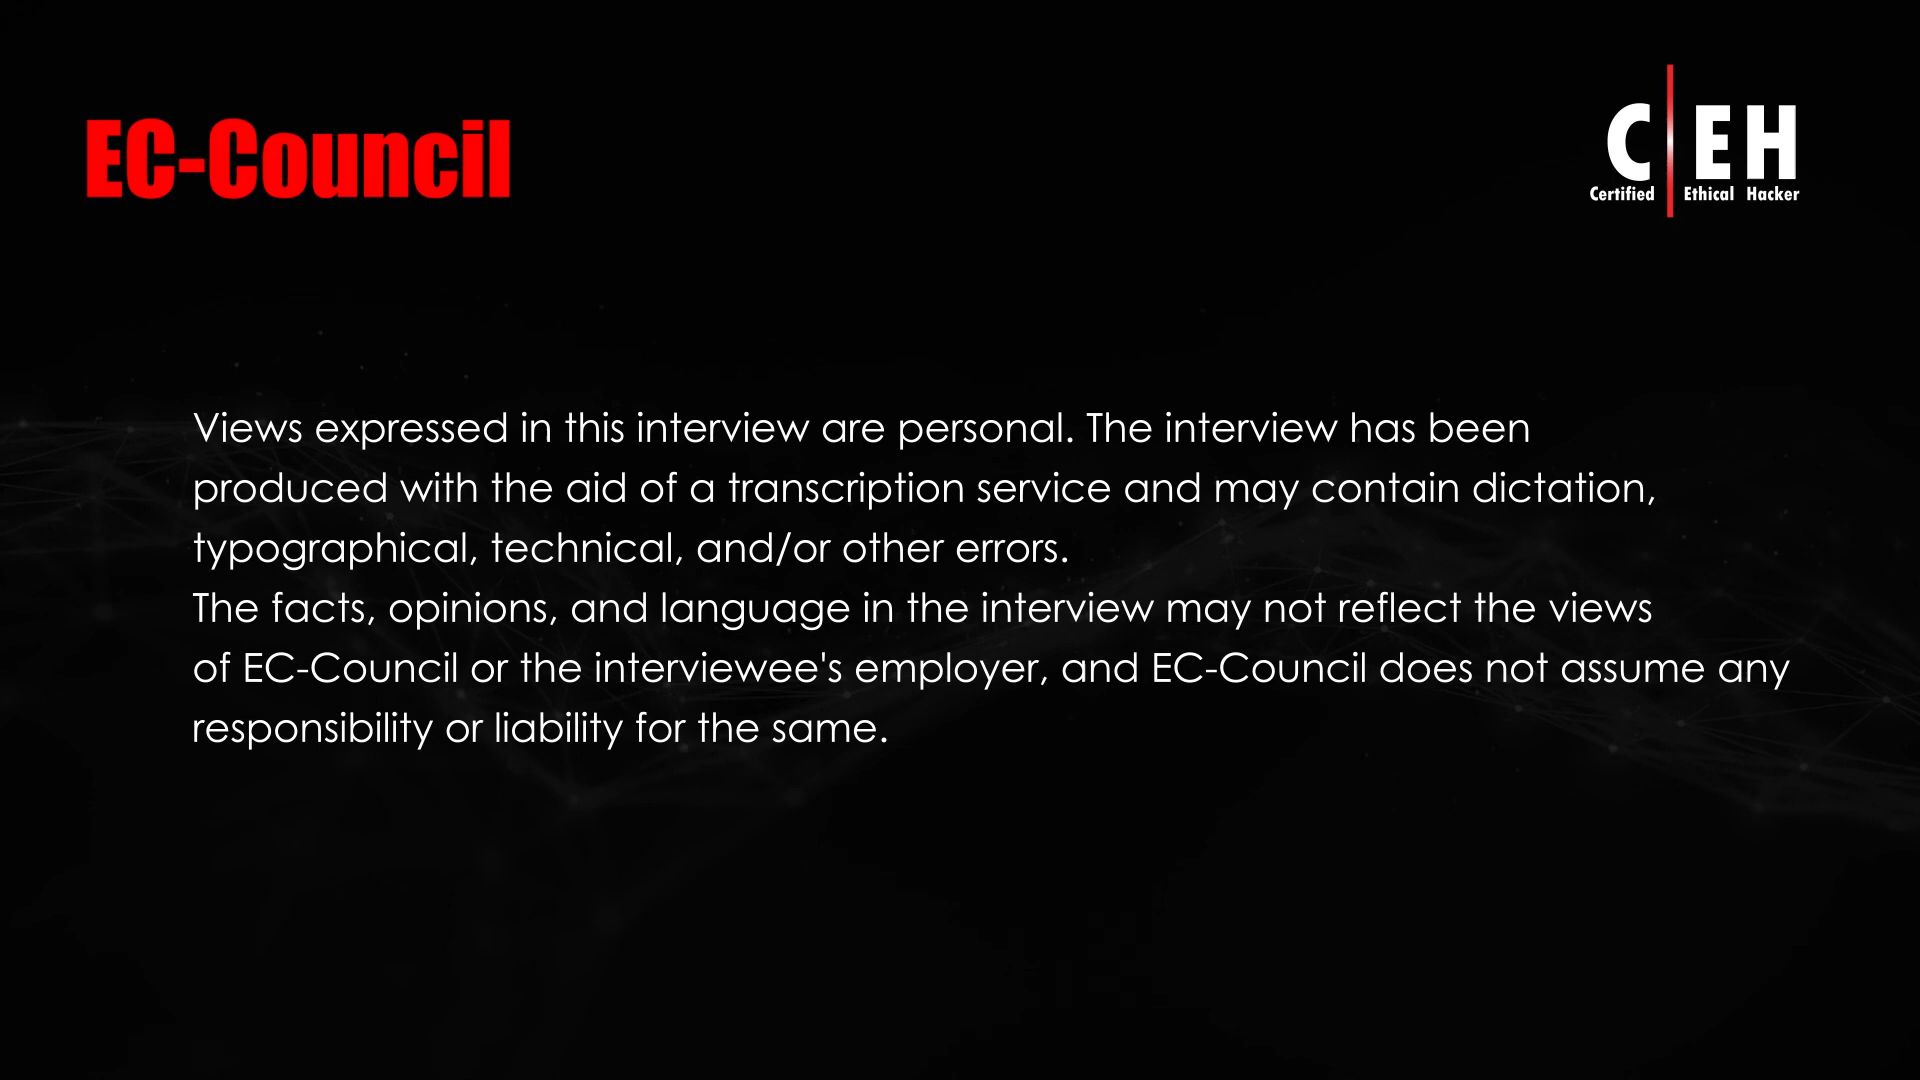 EC-Council
C EH
Certified Ethical Hacker
Views expressed in this interview are personal. The interview has been
produced with the aid of a transcription service and may contain dictation,
typographical, technical, and/or other errors.
The facts, opinions, and language in the interview may not reflect the views
of EC-Council or the interviewee's employer, and EC-Council does not assume any
responsibility or liability for the same.